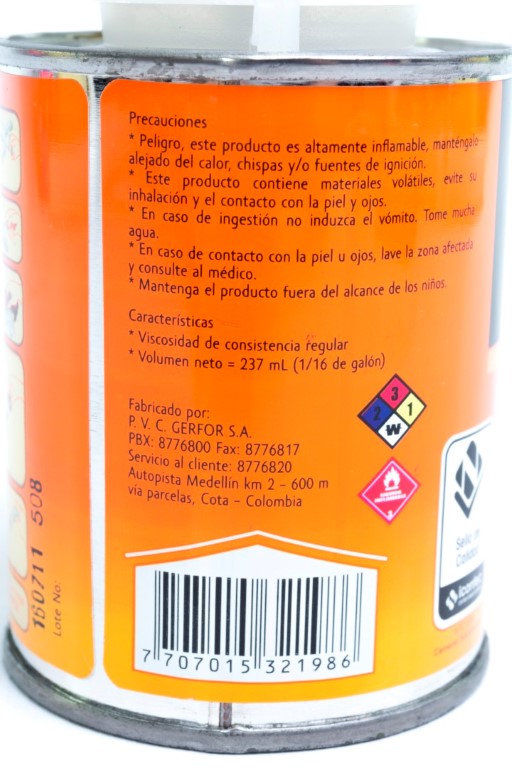 Precauciones
* Peligro, este producto es altamente inflamable, manténgalo
alejado del calor, chispas y/o fuentes de ignición.
* Este producto contiene materiales volátiles, evite su
inhalación y el contacto con la piel y ojos.
* En caso de ingestión no induzca el vómito. Tome mucha
agua.
* En caso de contacto con la piel u ojos, lave la zona afectada
y consulte al médico.
* Mantenga el producto fuera del alcance de los niños.
Características
* Viscosidad de consistencia regular
* Volumen neto = 237 mL (1/16 de galón)
3
2 1
W
Fabricado por:
P. V. C. GERFOR S.A.
PBX: 8776800 Fax: 8776817
Servicio al cliente: 8776820
Autopista Medellín km 2 - 600 m
vía parcelas, Cota - Colombia
3
Sello de
7 707015 321986
160711 508
Lote No: